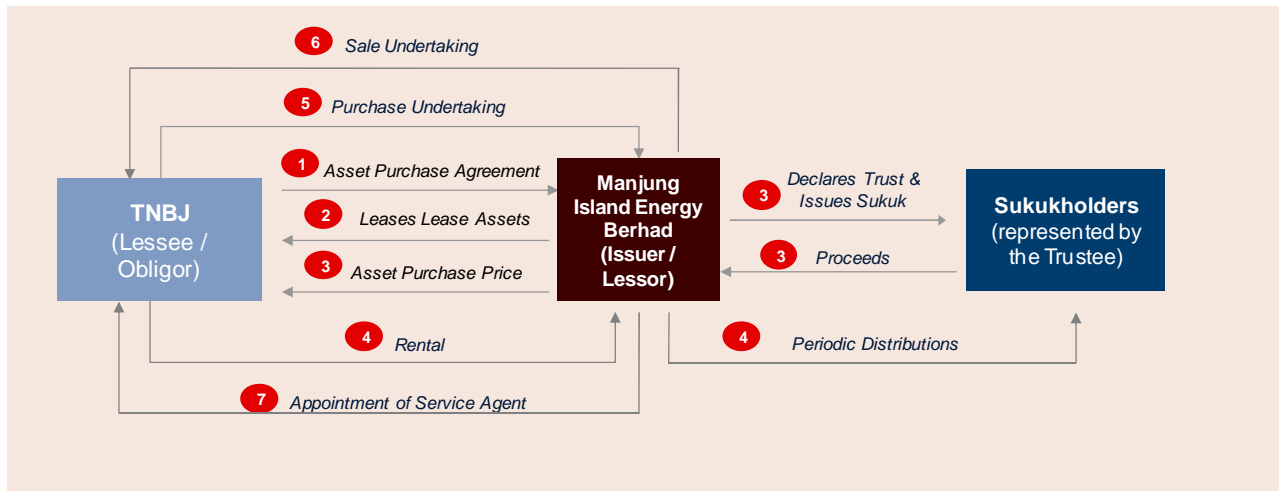 6 Sale Undertaking
5 Purchase Undertaking
1 Asset Purchase Agreement
2 Leases Lease Assets
3 Asset Purchase Price
4 Rental
7 Appointment of Service Agent
TNBJ
(Lessee /
Obligor)
Manjung
Island Energy
Berhad
(Issuer /
Lessor)
3 Declares Trust &
Issues Sukuk
3 Proceeds
4 Periodic Distributions
Sukukholders
(represented by
the Trustee)